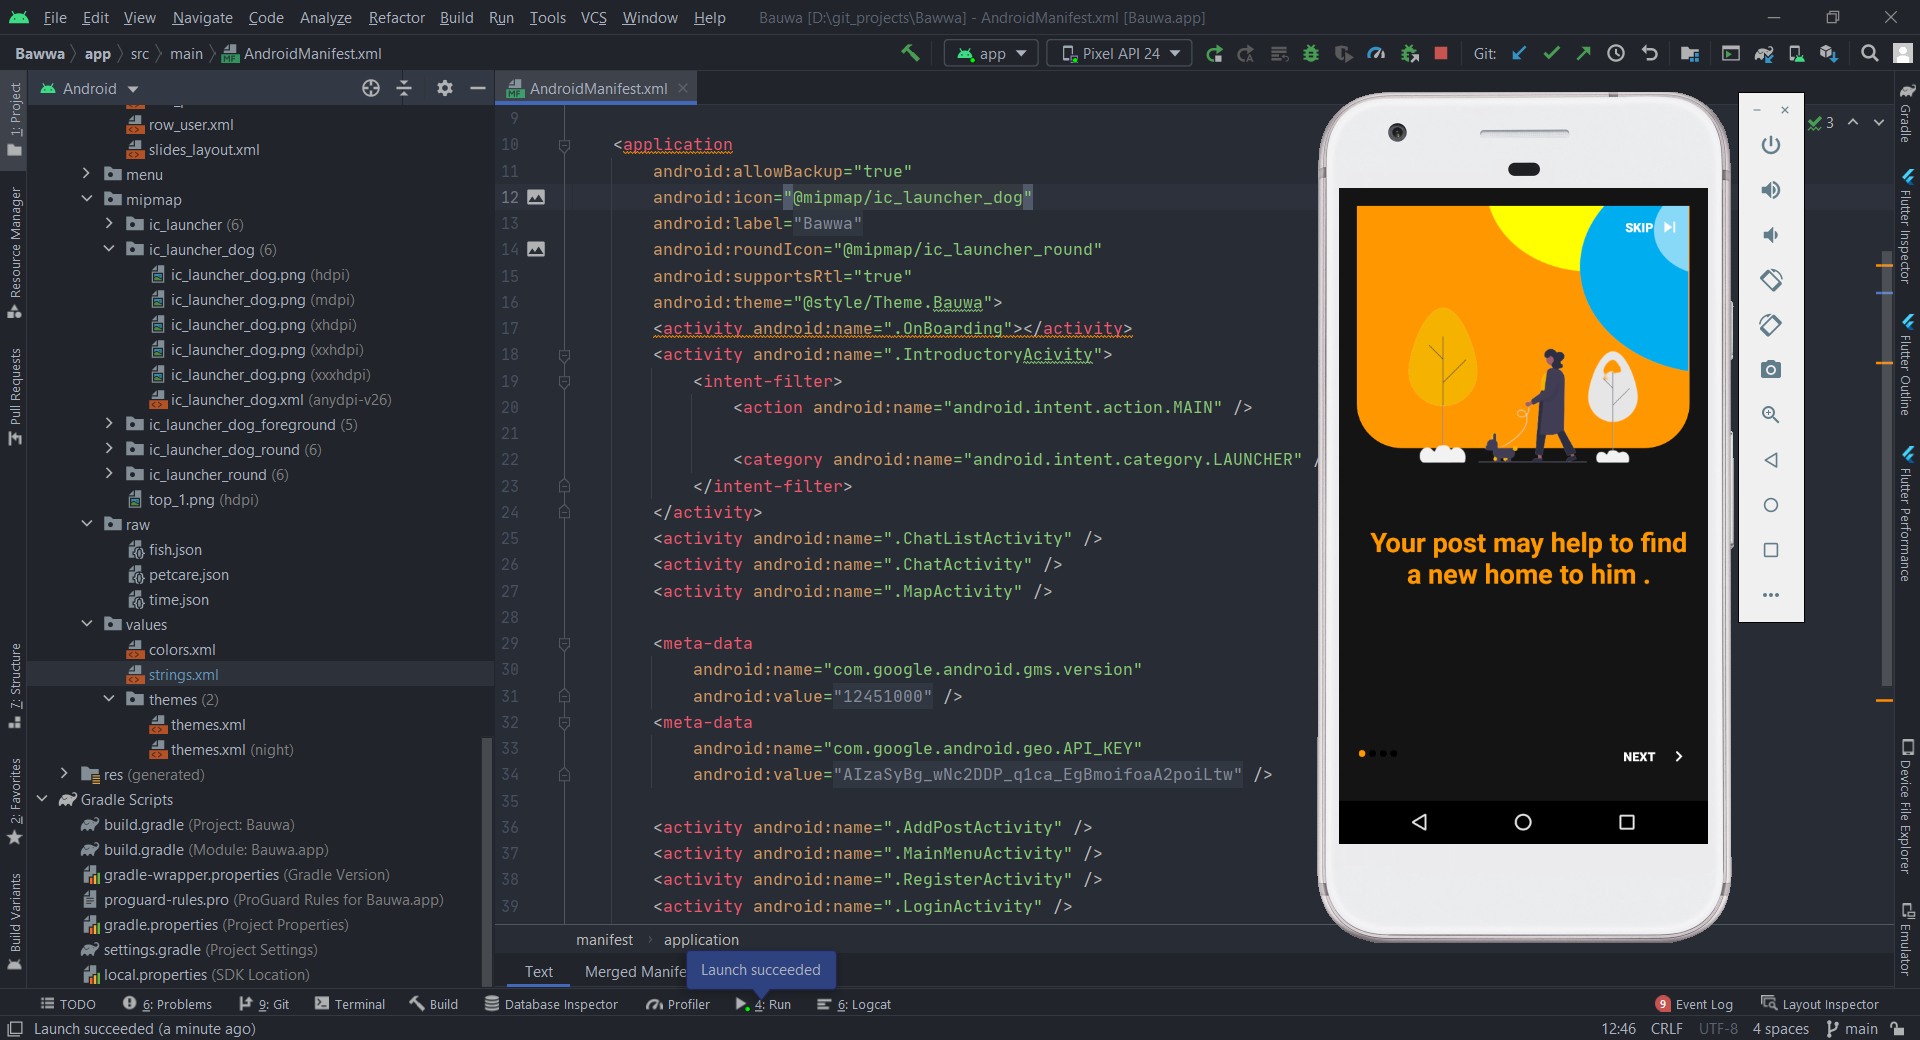 File Edit View Navigate Code Analyze Refactor Build Run Tools VCS Window Help Bauwa [D:\git_projects\Bawwa] - AndroidManifest.xml [Bauwa.app]
Bawwa app src main AndroidManifest.xml app Pixel API 24 Git:
Android
AndroidManifest.xml
1: Project
Resource Manager
Pull Requests
7: Structure
2: Favorites
Build Variants
row_user.xml
slides_layout.xml
menu
mipmap
ic_launcher (6)
ic_launcher_dog (6)
ic_launcher_dog.png (hdpi)
ic_launcher_dog.png (mdpi)
ic_launcher_dog.png (xhdpi)
ic_launcher_dog.png (xxhdpi)
ic_launcher_dog.png (xxxhdpi)
ic_launcher_dog.xml (anydpi-v26)
ic_launcher_dog_foreground (5)
ic_launcher_dog_round (6)
ic_launcher_round (6)
top_1.png (hdpi)
raw
fish.json
petcare.json
time.json
values
colors.xml
strings.xml
themes (2)
themes.xml
themes.xml (night)
res (generated)
Gradle Scripts
build.gradle (Project: Bauwa)
build.gradle (Module: Bauwa.app)
gradle-wrapper.properties (Gradle Version)
proguard-rules.pro (ProGuard Rules for Bauwa.app)
gradle.properties (Project Properties)
settings.gradle (Project Settings)
local.properties (SDK Location)
9
10 <application
11 android:allowBackup="true"
12 android:icon="@mipmap/ic_launcher_dog"
13 android:label="Bawwa"
14 android:roundIcon="@mipmap/ic_launcher_round"
15 android:supportsRtl="true"
16 android:theme="@style/Theme.Bauwa">
17 <activity android:name=".OnBoarding"></activity>
18 <activity android:name=".IntroductoryAcivity">
19 <intent-filter>
20 <action android:name="android.intent.action.MAIN" />
21
22 <category android:name="android.intent.category.LAUNCHER" /
23 </intent-filter>
24 </activity>
25 <activity android:name=".ChatListActivity" />
26 <activity android:name=".ChatActivity" />
27 <activity android:name=".MapActivity" />
28
29 <meta-data
30 android:name="com.google.android.gms.version"
31 android:value="12451000" />
32 <meta-data
33 android:name="com.google.android.geo.API_KEY"
34 android:value="AIzaSyBg_wNc2DDP_q1ca_EgBmoifoaA2poiLtw" />
35
36 <activity android:name=".AddPostActivity" />
37 <activity android:name=".MainMenuActivity" />
38 <activity android:name=".RegisterActivity" />
39 <activity android:name=".LoginActivity" />
manifest application
Text Merged Manife
Launch succeeded
3
SKIP
Your post may help to find
a new home to him .
NEXT
Gradle
Flutter Inspector
Flutter Outline
Flutter Performance
Device File Explorer
Emulator
TODO 6: Problems 9: Git Terminal Build Database Inspector Profiler 4: Run 6: Logcat 9 Event Log Layout Inspector
Launch succeeded (a minute ago) 12:46 CRLF UTF-8 4 spaces main